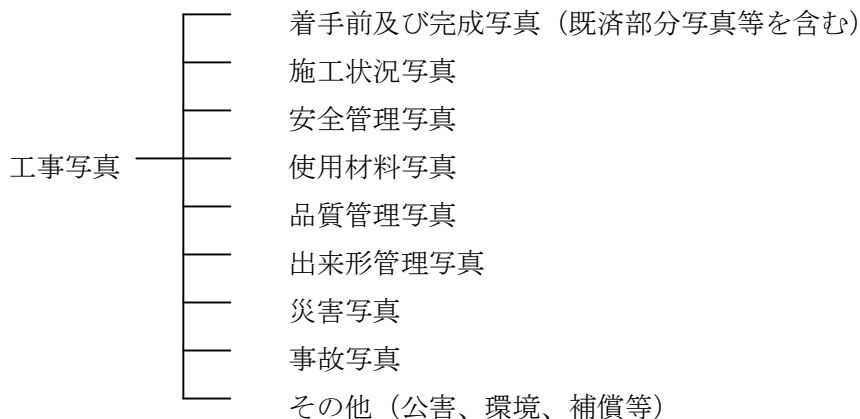 着手前及び完成写真（既済部分写真等を含む）
施工状況写真
安全管理写真
工事写真
使用材料写真
品質管理写真
出来形管理写真
災害写真
事故写真
その他（公害、環境、補償等）